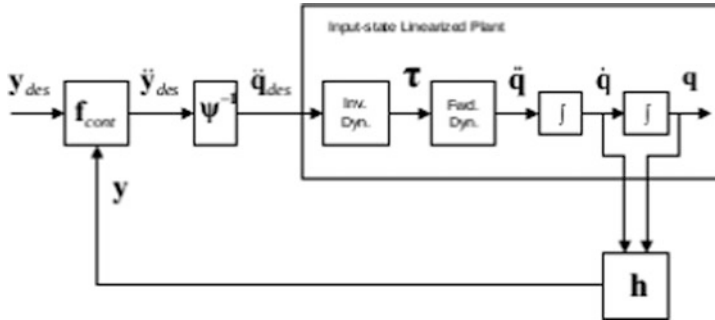 Input-state Linearized Plant
y_des
f_cont
ÿ_des
Ψ⁻¹
q̈_des
Inv.
Dyn.
τ
Fwd.
Dyn.
q̈
∫
q̇
∫
q
y
h